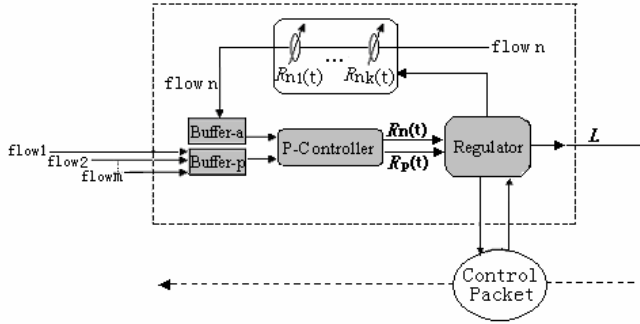 flow n
Rn1(t) ... Rnk(t)
flow n
Buffer-a
Rn(t)
flow1
flow2
flowm
Buffer-p
P-Controller
Rp(t)
Regulator
L
Control
Packet